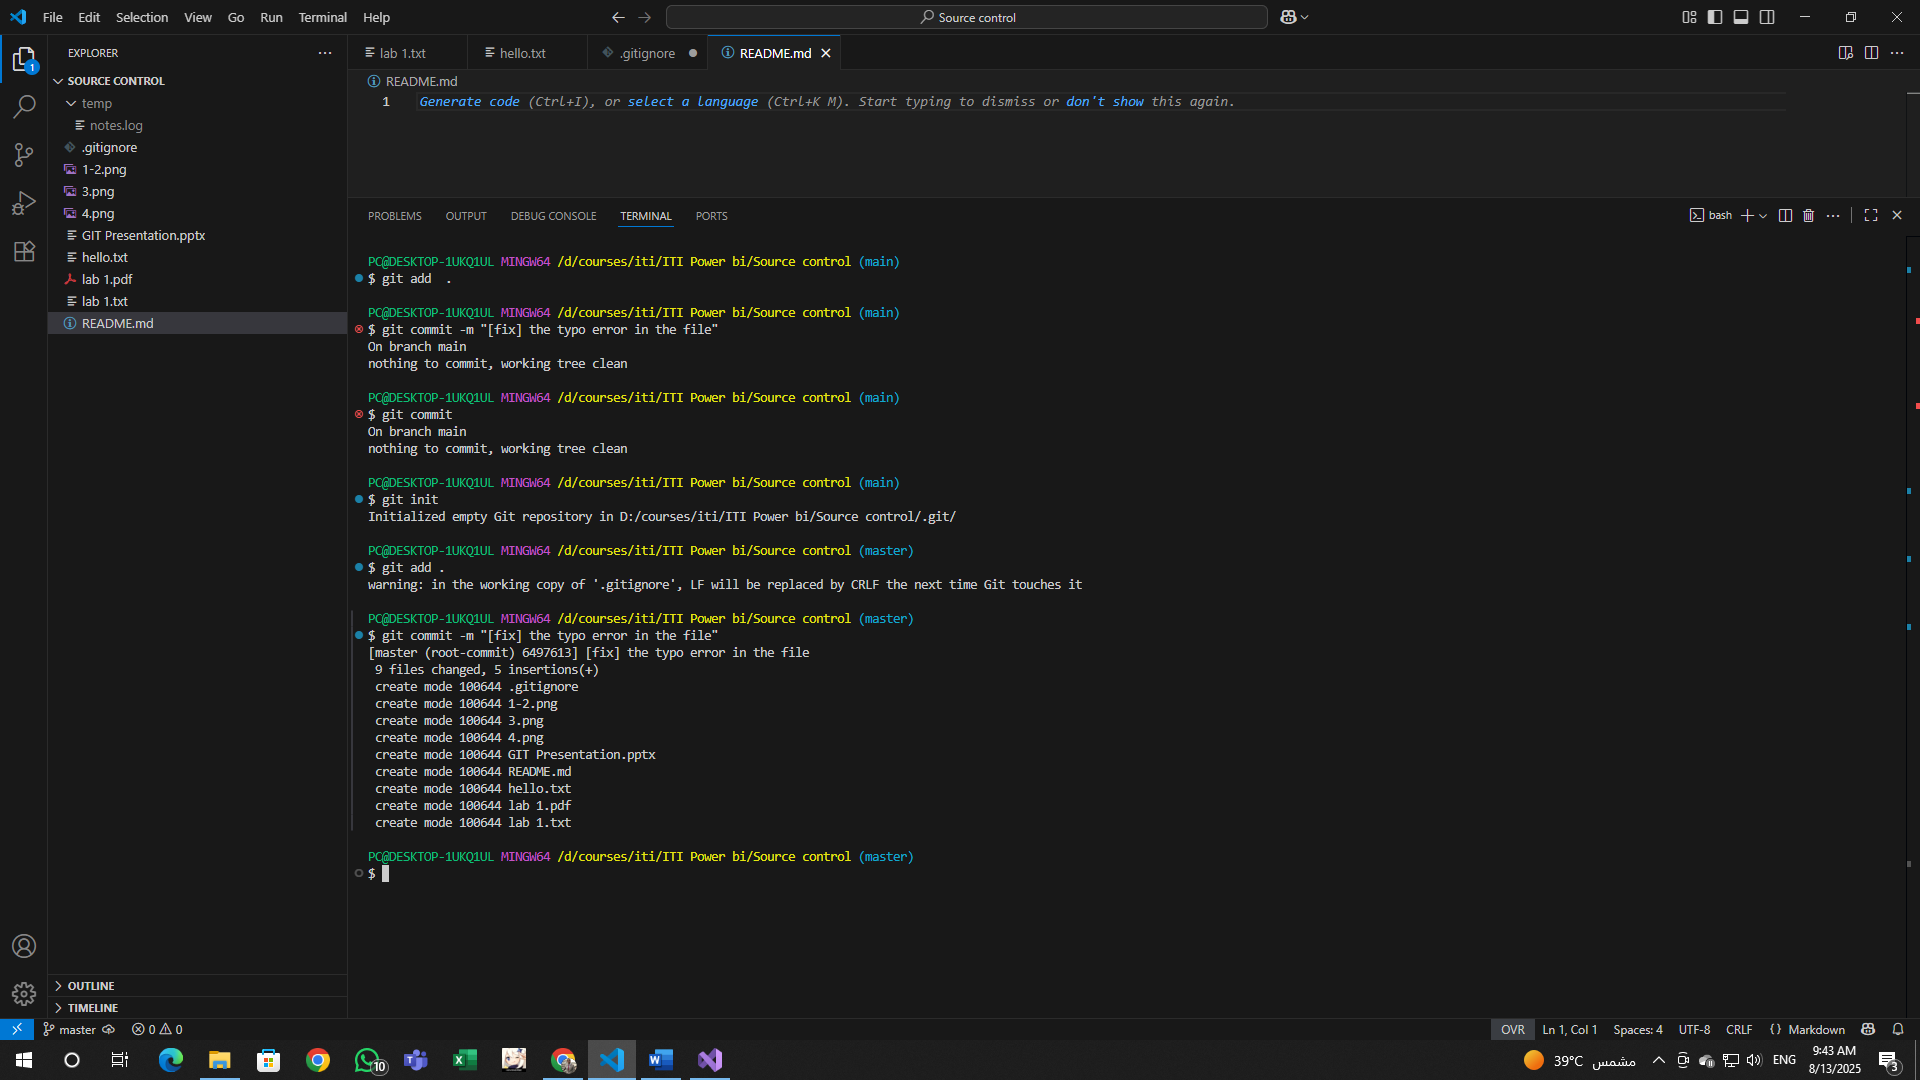 File Edit Selection View Go Run Terminal Help
Source control
EXPLORER
SOURCE CONTROL
temp
notes.log
.gitignore
1-2.png
3.png
4.png
GIT Presentation.pptx
hello.txt
lab 1.pdf
lab 1.txt
README.md
OUTLINE
TIMELINE
1
lab 1.txt hello.txt .gitignore README.md
README.md
1 Generate code (Ctrl+I), or select a language (Ctrl+K M). Start typing to dismiss or don't show this again.
PROBLEMS OUTPUT DEBUG CONSOLE TERMINAL PORTS
bash
PC@DESKTOP-1UKQ1UL MINGW64 /d/courses/iti/ITI Power bi/Source control (main)
$ git add  .
PC@DESKTOP-1UKQ1UL MINGW64 /d/courses/iti/ITI Power bi/Source control (main)
$ git commit -m "[fix] the typo error in the file"
On branch main
nothing to commit, working tree clean
PC@DESKTOP-1UKQ1UL MINGW64 /d/courses/iti/ITI Power bi/Source control (main)
$ git commit
On branch main
nothing to commit, working tree clean
PC@DESKTOP-1UKQ1UL MINGW64 /d/courses/iti/ITI Power bi/Source control (main)
$ git init
Initialized empty Git repository in D:/courses/iti/ITI Power bi/Source control/.git/
PC@DESKTOP-1UKQ1UL MINGW64 /d/courses/iti/ITI Power bi/Source control (master)
$ git add .
warning: in the working copy of '.gitignore', LF will be replaced by CRLF the next time Git touches it
PC@DESKTOP-1UKQ1UL MINGW64 /d/courses/iti/ITI Power bi/Source control (master)
$ git commit -m "[fix] the typo error in the file"
[master (root-commit) 6497613] [fix] the typo error in the file
9 files changed, 5 insertions(+)
create mode 100644 .gitignore
create mode 100644 1-2.png
create mode 100644 3.png
create mode 100644 4.png
create mode 100644 GIT Presentation.pptx
create mode 100644 README.md
create mode 100644 hello.txt
create mode 100644 lab 1.pdf
create mode 100644 lab 1.txt
PC@DESKTOP-1UKQ1UL MINGW64 /d/courses/iti/ITI Power bi/Source control (master)
$
master 0 0 OVR Ln 1, Col 1 Spaces: 4 UTF-8 CRLF {} Markdown
10 39°C مشمس ENG 9:43 AM
8/13/2025 3